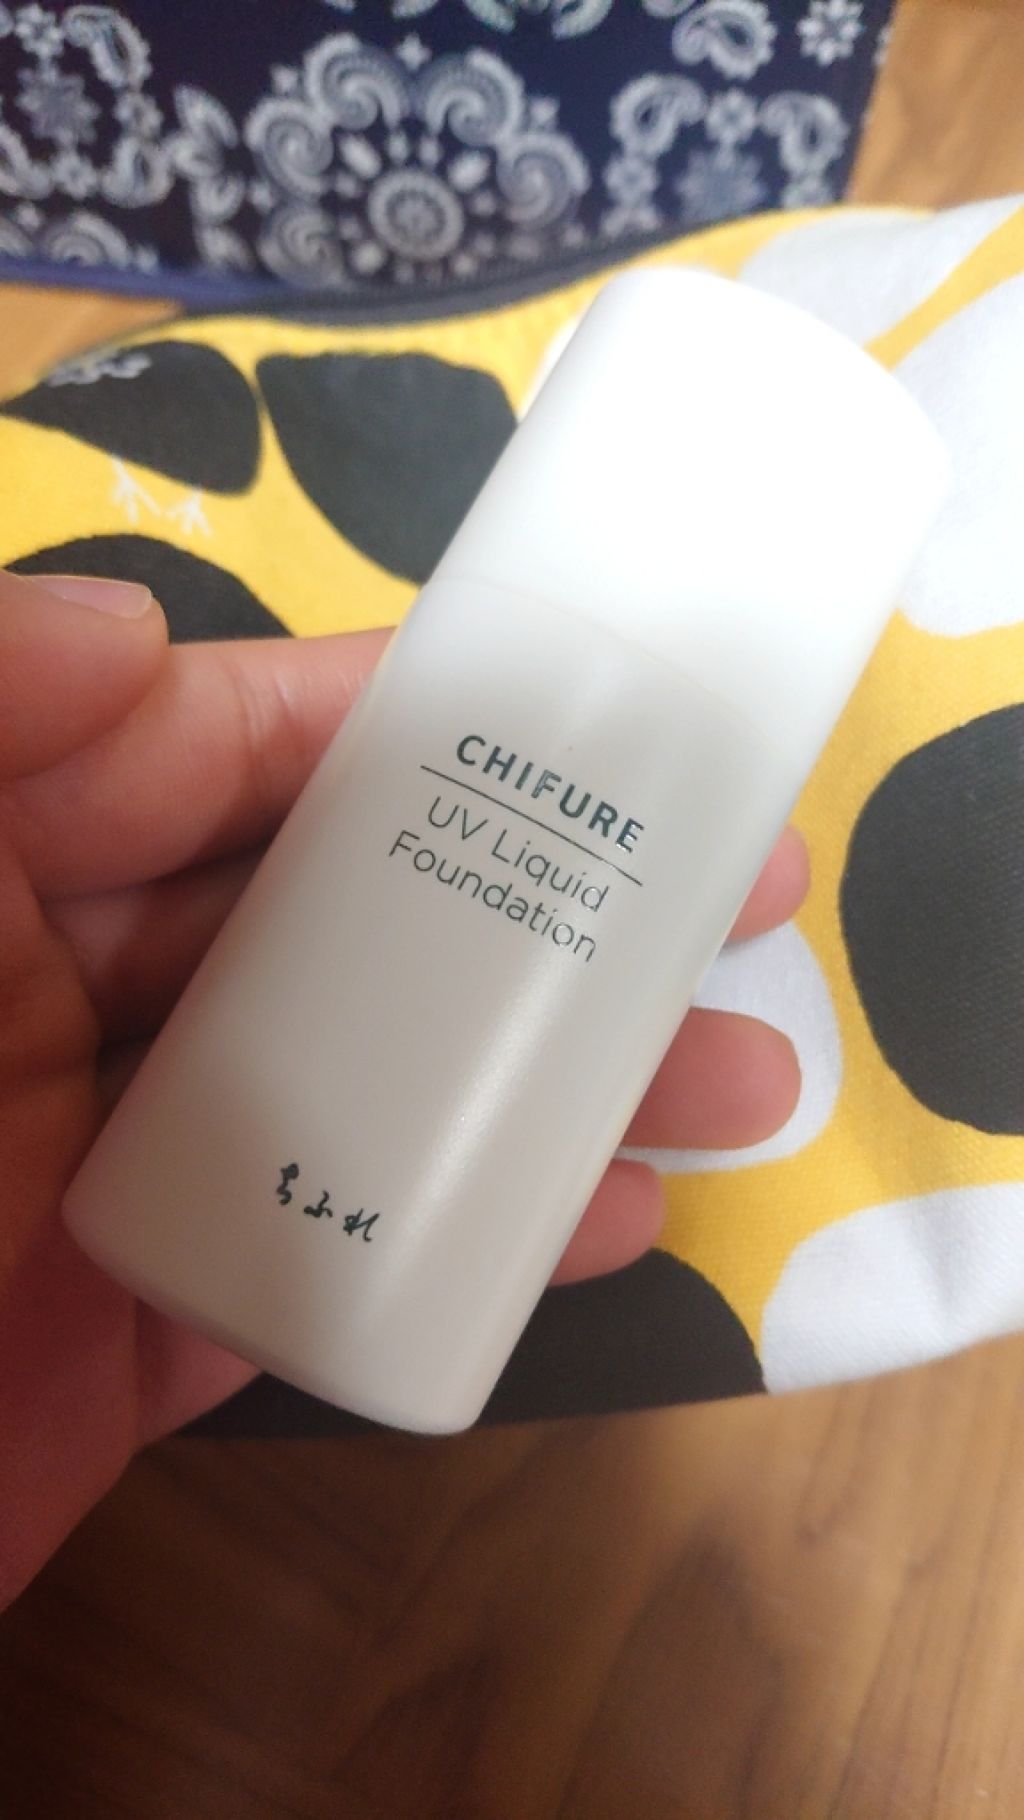 CHIFURE
UV Liquid
Foundation
ちふれ